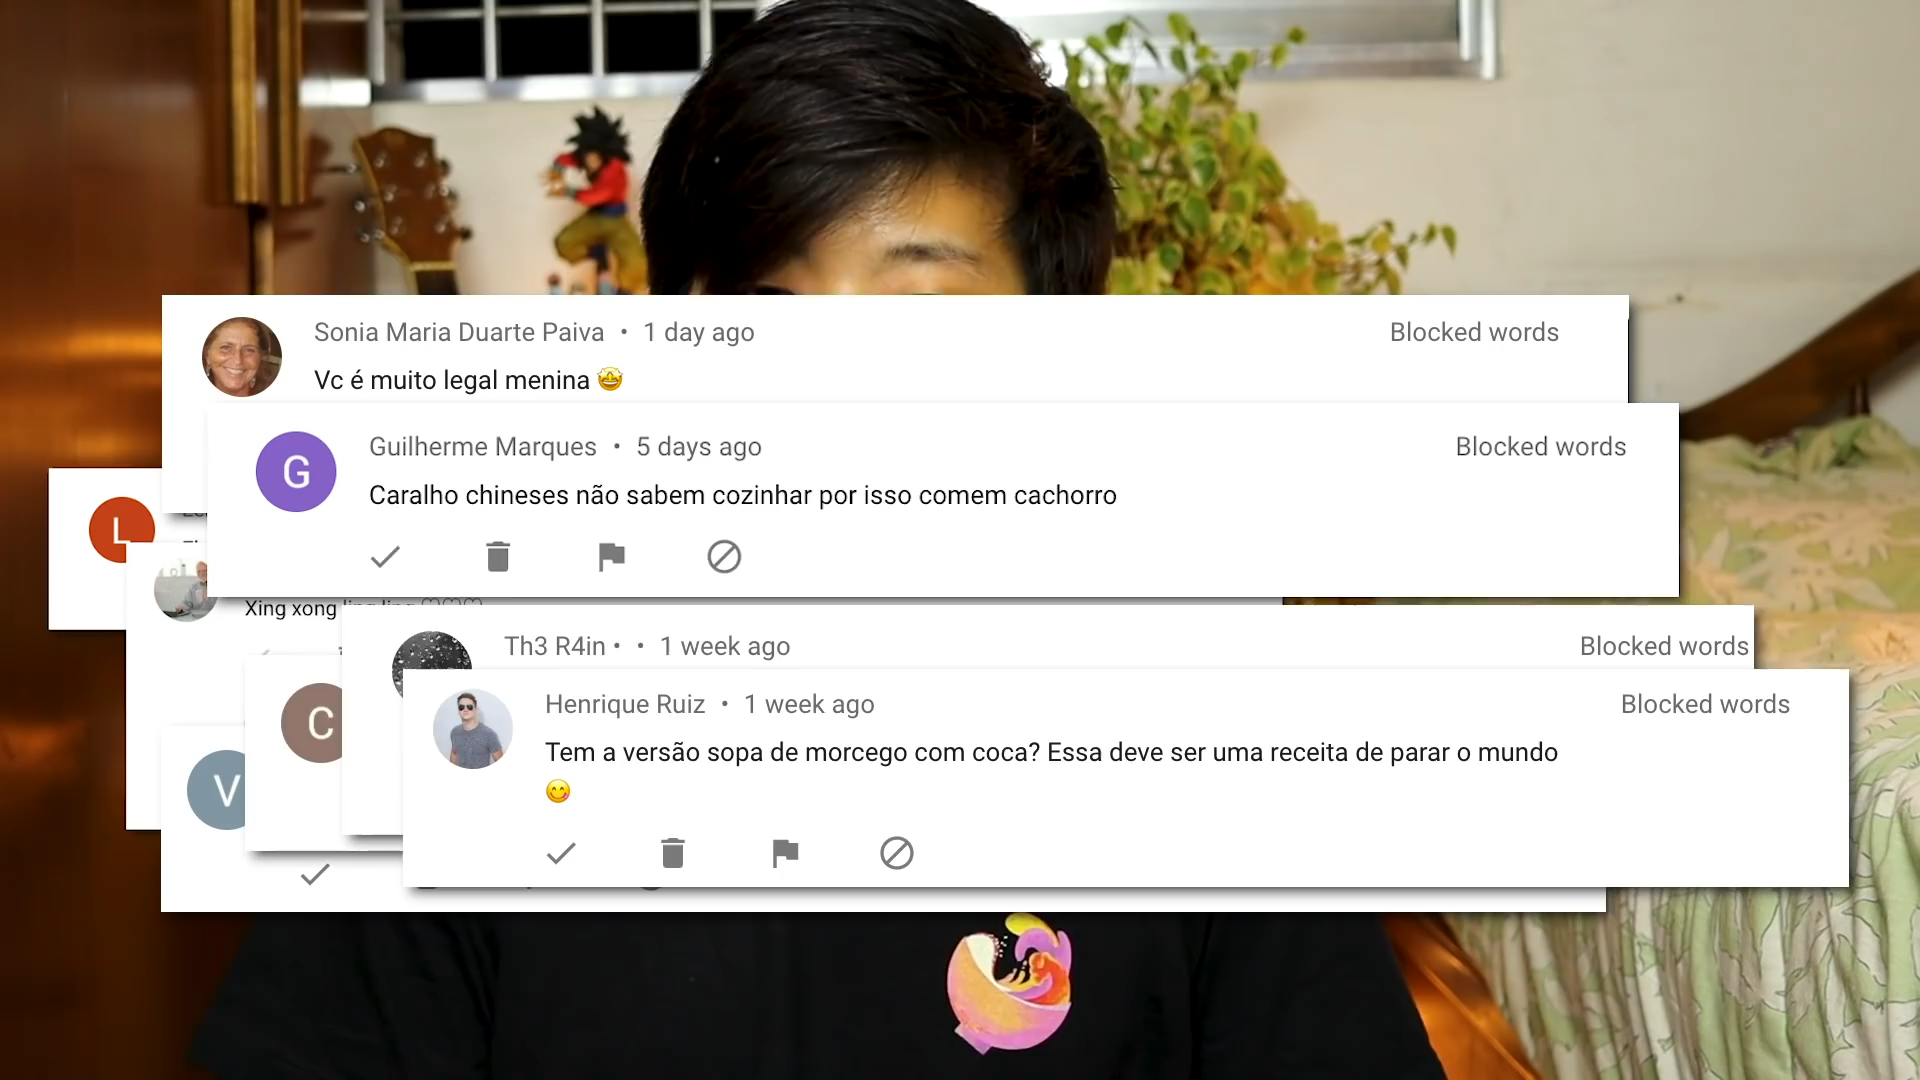 Sonia Maria Duarte Paiva • 1 day ago
Blocked words
Vc é muito legal menina 🤩
G
Guilherme Marques • 5 days ago
Blocked words
Caralho chineses não sabem cozinhar por isso comem cachorro
L
Xing xong
Th3 R4in • • 1 week ago
Blocked words
C
Henrique Ruiz • 1 week ago
Blocked words
Tem a versão sopa de morcego com coca? Essa deve ser uma receita de parar o mundo
😋
V